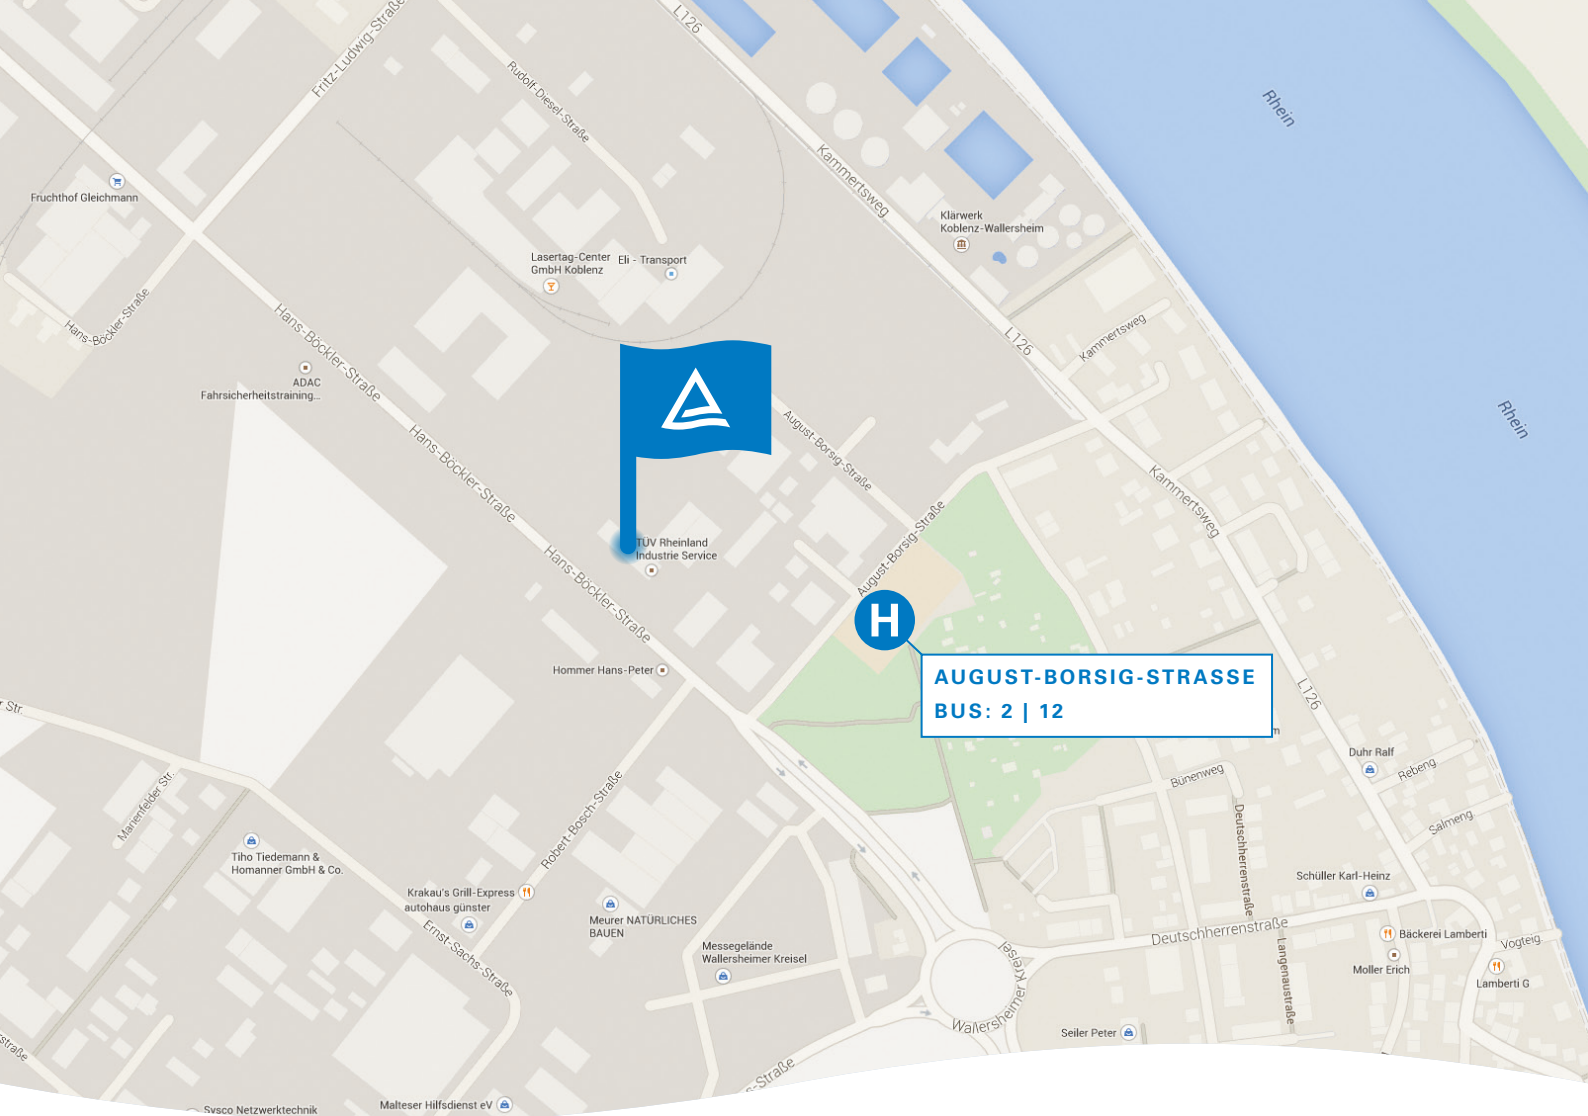 L126
Fritz-Ludwig-Straße
Rudolf-Diesel-Straße
Rhein
Kammertsweg
Fruchthof Gleichmann
Klärwerk
Koblenz-Wallersheim
Lasertag-Center
GmbH Koblenz
Eli - Transport
Hans-Böckler-Straße
Hans-Böckler-Straße
L126
Kammertsweg
ADAC
Fahrsicherheitstraining...
Rhein
August-Borsig-Straße
Hans-Böckler-Straße
Kammertsweg
August-Borsig-Straße
TÜV Rheinland
Industrie Service
Hans-Böckler-Straße
H
Hommer Hans-Peter
AUGUST-BORSIG-STRASSE
BUS: 2 | 12
L126
r Str.
m
Duhr Ralf
Rebeng
Bünenweg
Marienfelder Str.
Robert-Bosch-Straße
Salmeng
Deutschherrenstraße
Tiho Tiedemann &
Homanner GmbH & Co.
Schüller Karl-Heinz
Krakau's Grill-Express
autohaus günster
Meurer NATÜRLICHES
BAUEN
Ernst-Sachs-Straße
Messegelände
Wallersheimer Kreisel
Wallersheimer Kreisel
Deutschherrenstraße
Langenaustraße
Bäckerei Lamberti
Vogteig
Moller Erich
Lamberti G
Seiler Peter
rstraße
s-Straße
Sysco Netzwerktechnik
Malteser Hilfsdienst eV